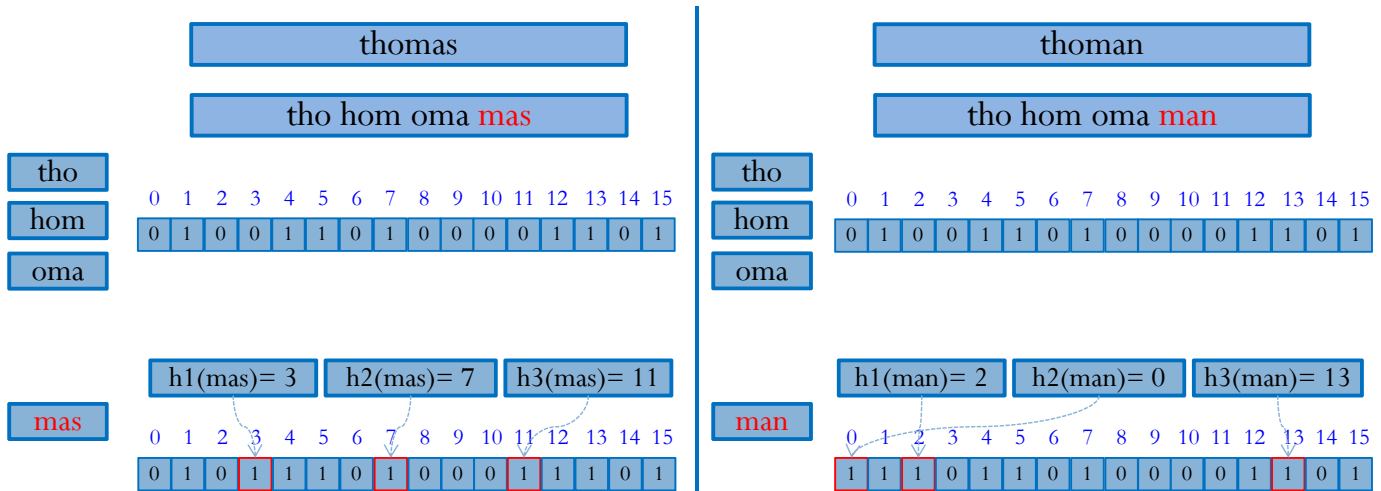 thomas
tho hom oma mas
tho
hom
oma
0 1 2 3 4 5 6 7 8 9 10 11 12 13 14 15
0 1 0 0 1 1 0 1 0 0 0 0 1 1 0 1
h1(mas)= 3 h2(mas)= 7 h3(mas)= 11
mas
0 1 2 3 4 5 6 7 8 9 10 11 12 13 14 15
0 1 0 1 1 1 0 1 0 0 0 1 1 1 0 1
thoman
tho hom oma man
tho
hom
oma
0 1 2 3 4 5 6 7 8 9 10 11 12 13 14 15
0 1 0 0 1 1 0 1 0 0 0 0 1 1 0 1
h1(man)= 2 h2(man)= 0 h3(man)= 13
man
0 1 2 3 4 5 6 7 8 9 10 11 12 13 14 15
1 1 1 0 1 1 0 1 0 0 0 0 1 1 0 1